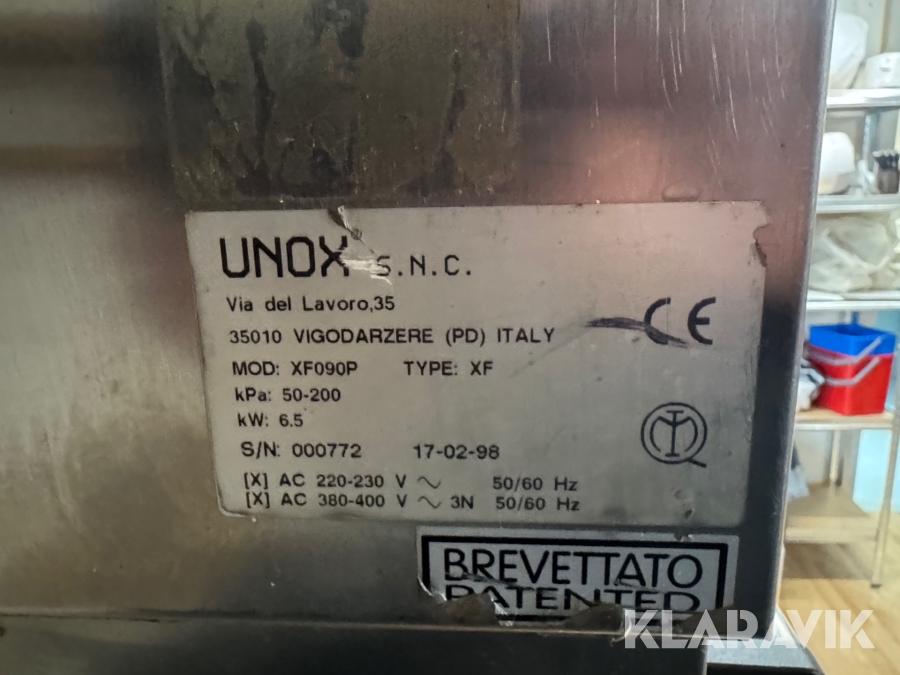 UNOX S.N.C.
Via del Lavoro,35
35010 VIGODARZERE (PD) ITALY
CE
MOD: XF090P TYPE: XF
kPa: 50-200
kW: 6.5
S/N: 000772 17-02-98
[X] AC 220-230 V ~ 50/60 Hz
[X] AC 380-400 V ~ 3N 50/60 Hz
BREVETTATO
PATENTED
KLARAVIK